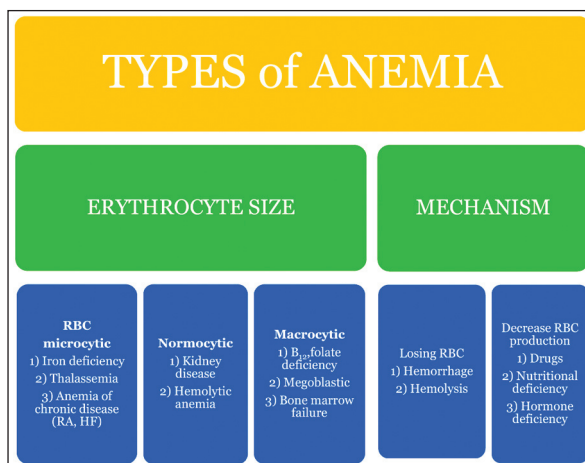 TYPES of ANEMIA
ERYTHROCYTE SIZE
MECHANISM
RBC
microcytic
1) Iron deficiency
2) Thalassemia
3) Anemia of
chronic disease
(RA, HF)
Normocytic
1) Kidney
disease
2) Hemolytic
anemia
Macrocytic
1) B₁₂,folate
deficiency
2) Megoblastic
3) Bone marrow
failure
Losing RBC
1) Hemorrhage
2) Hemolysis
Decrease RBC
production
1) Drugs
2) Nutritional
deficiency
3) Hormone
deficiency